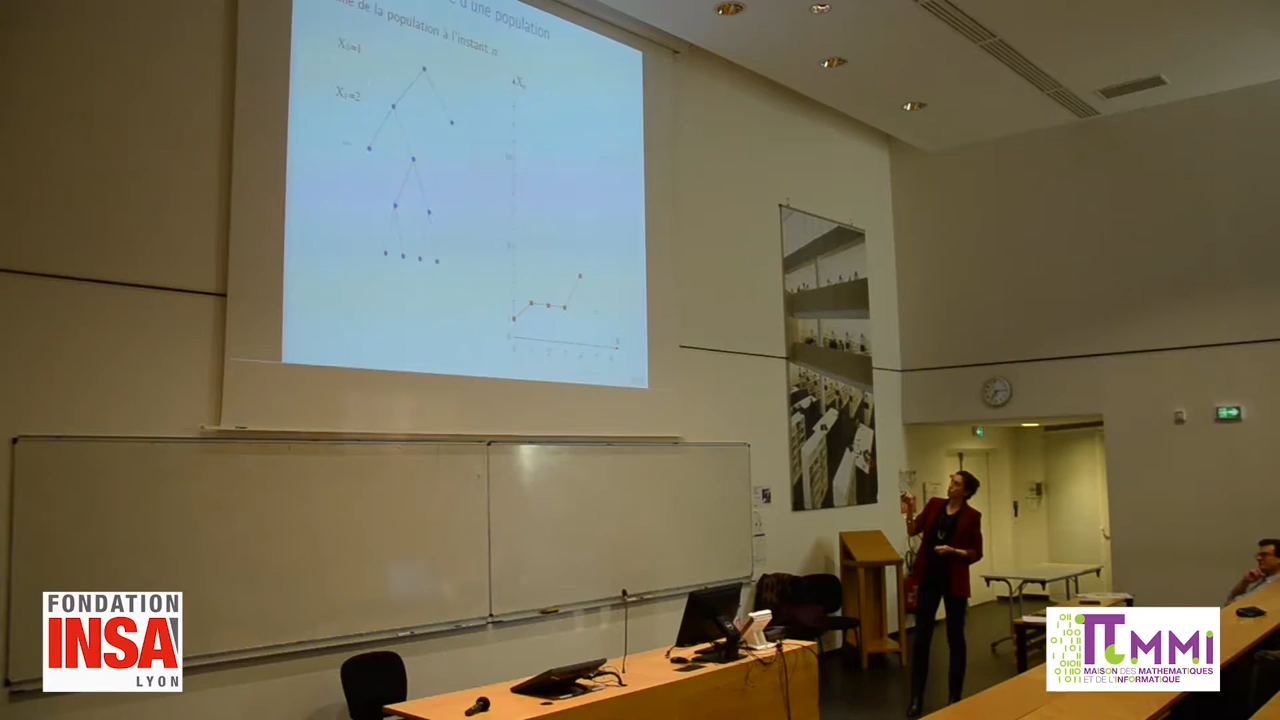 d'une population
de la population à l'instant n
X₀=1
X₁=2
...
Xₙ
FONDATION
INSA
LYON
MMi
MAISON DES MATHEMATIQUES
ET DE L'INFORMATIQUE